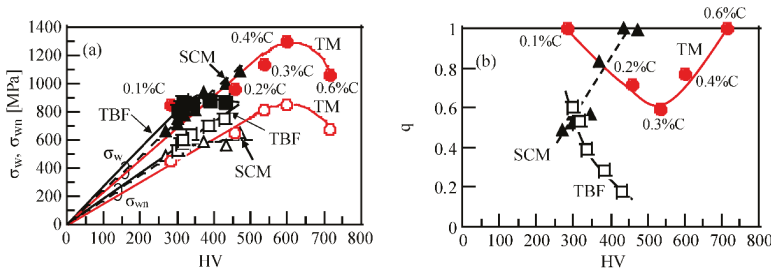 (a)
1400
1200
1000
800
600
400
200
0
σw, σwn [MPa]
0 100 200 300 400 500 600 700 800
HV
0.1%C
SCM
0.4%C
TM
0.3%C
0.2%C
0.6%C
TM
TBF
TBF
SCM
σw
σwn
(b)
1
0.8
0.6
0.4
0.2
0
q
0 100 200 300 400 500 600 700 800
HV
0.1%C
0.6%C
TM
0.2%C
0.4%C
0.3%C
SCM
TBF